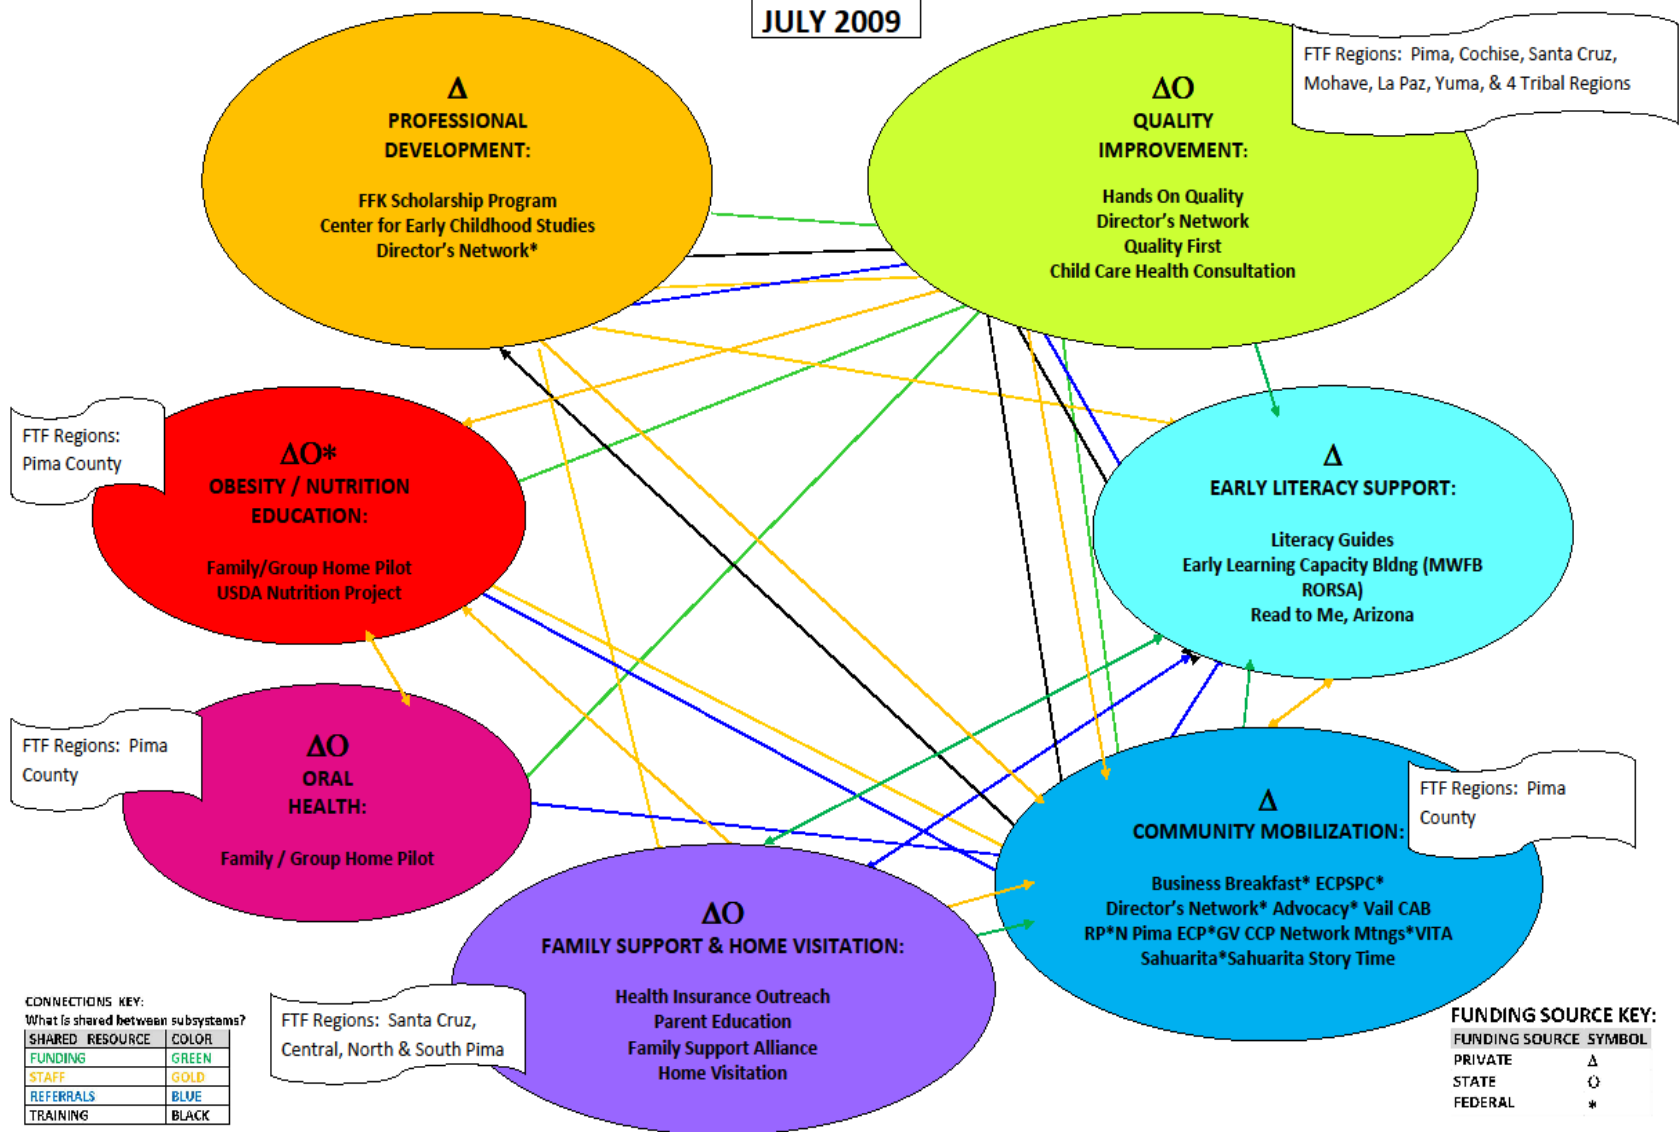 JULY 2009
Δ
PROFESSIONAL
DEVELOPMENT:
FFK Scholarship Program
Center for Early Childhood Studies
Director's Network*
ΔO
QUALITY
IMPROVEMENT:
Hands On Quality
Director's Network
Quality First
Child Care Health Consultation
FTF Regions: Pima, Cochise, Santa Cruz,
Mohave, La Paz, Yuma, & 4 Tribal Regions
FTF Regions:
Pima County
ΔO*
OBESITY / NUTRITION
EDUCATION:
Family/Group Home Pilot
USDA Nutrition Project
Δ
EARLY LITERACY SUPPORT:
Literacy Guides
Early Learning Capacity Bldng (MWFB
RORSA)
Read to Me, Arizona
FTF Regions: Pima
County
ΔO
ORAL
HEALTH:
Family / Group Home Pilot
FTF Regions: Pima
County
Δ
COMMUNITY MOBILIZATION:
Business Breakfast* ECPSPC*
Director's Network* Advocacy* Vail CAB
RP*N Pima ECP*GV CCP Network Mtngs*VITA
Sahuarita*Sahuarita Story Time
ΔO
FAMILY SUPPORT & HOME VISITATION:
Health Insurance Outreach
Parent Education
Family Support Alliance
Home Visitation
FTF Regions: Santa Cruz,
Central, North & South Pima
CONNECTIONS KEY:
What is shared between subsystems?
SHARED RESOURCE COLOR
FUNDING GREEN
STAFF GOLD
REFERRALS BLUE
TRAINING BLACK
FUNDING SOURCE KEY:
FUNDING SOURCE SYMBOL
PRIVATE Δ
STATE O
FEDERAL *